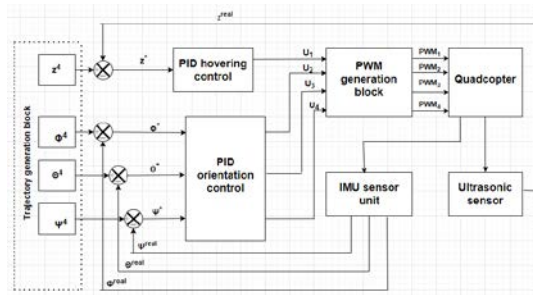 z^real
Trajectory generation block
z^d
z^*
PID hovering control
U₁
U₂
U₃
U₄
PWM generation block
PWM₁
PWM₂
PWM₃
PWM₄
Quadcopter
Φ^d
Φ^*
Θ^d
Θ^*
Ψ^d
Ψ^*
PID orientation control
IMU sensor unit
Ultrasonic sensor
Ψ^real
Θ^real
Φ^real